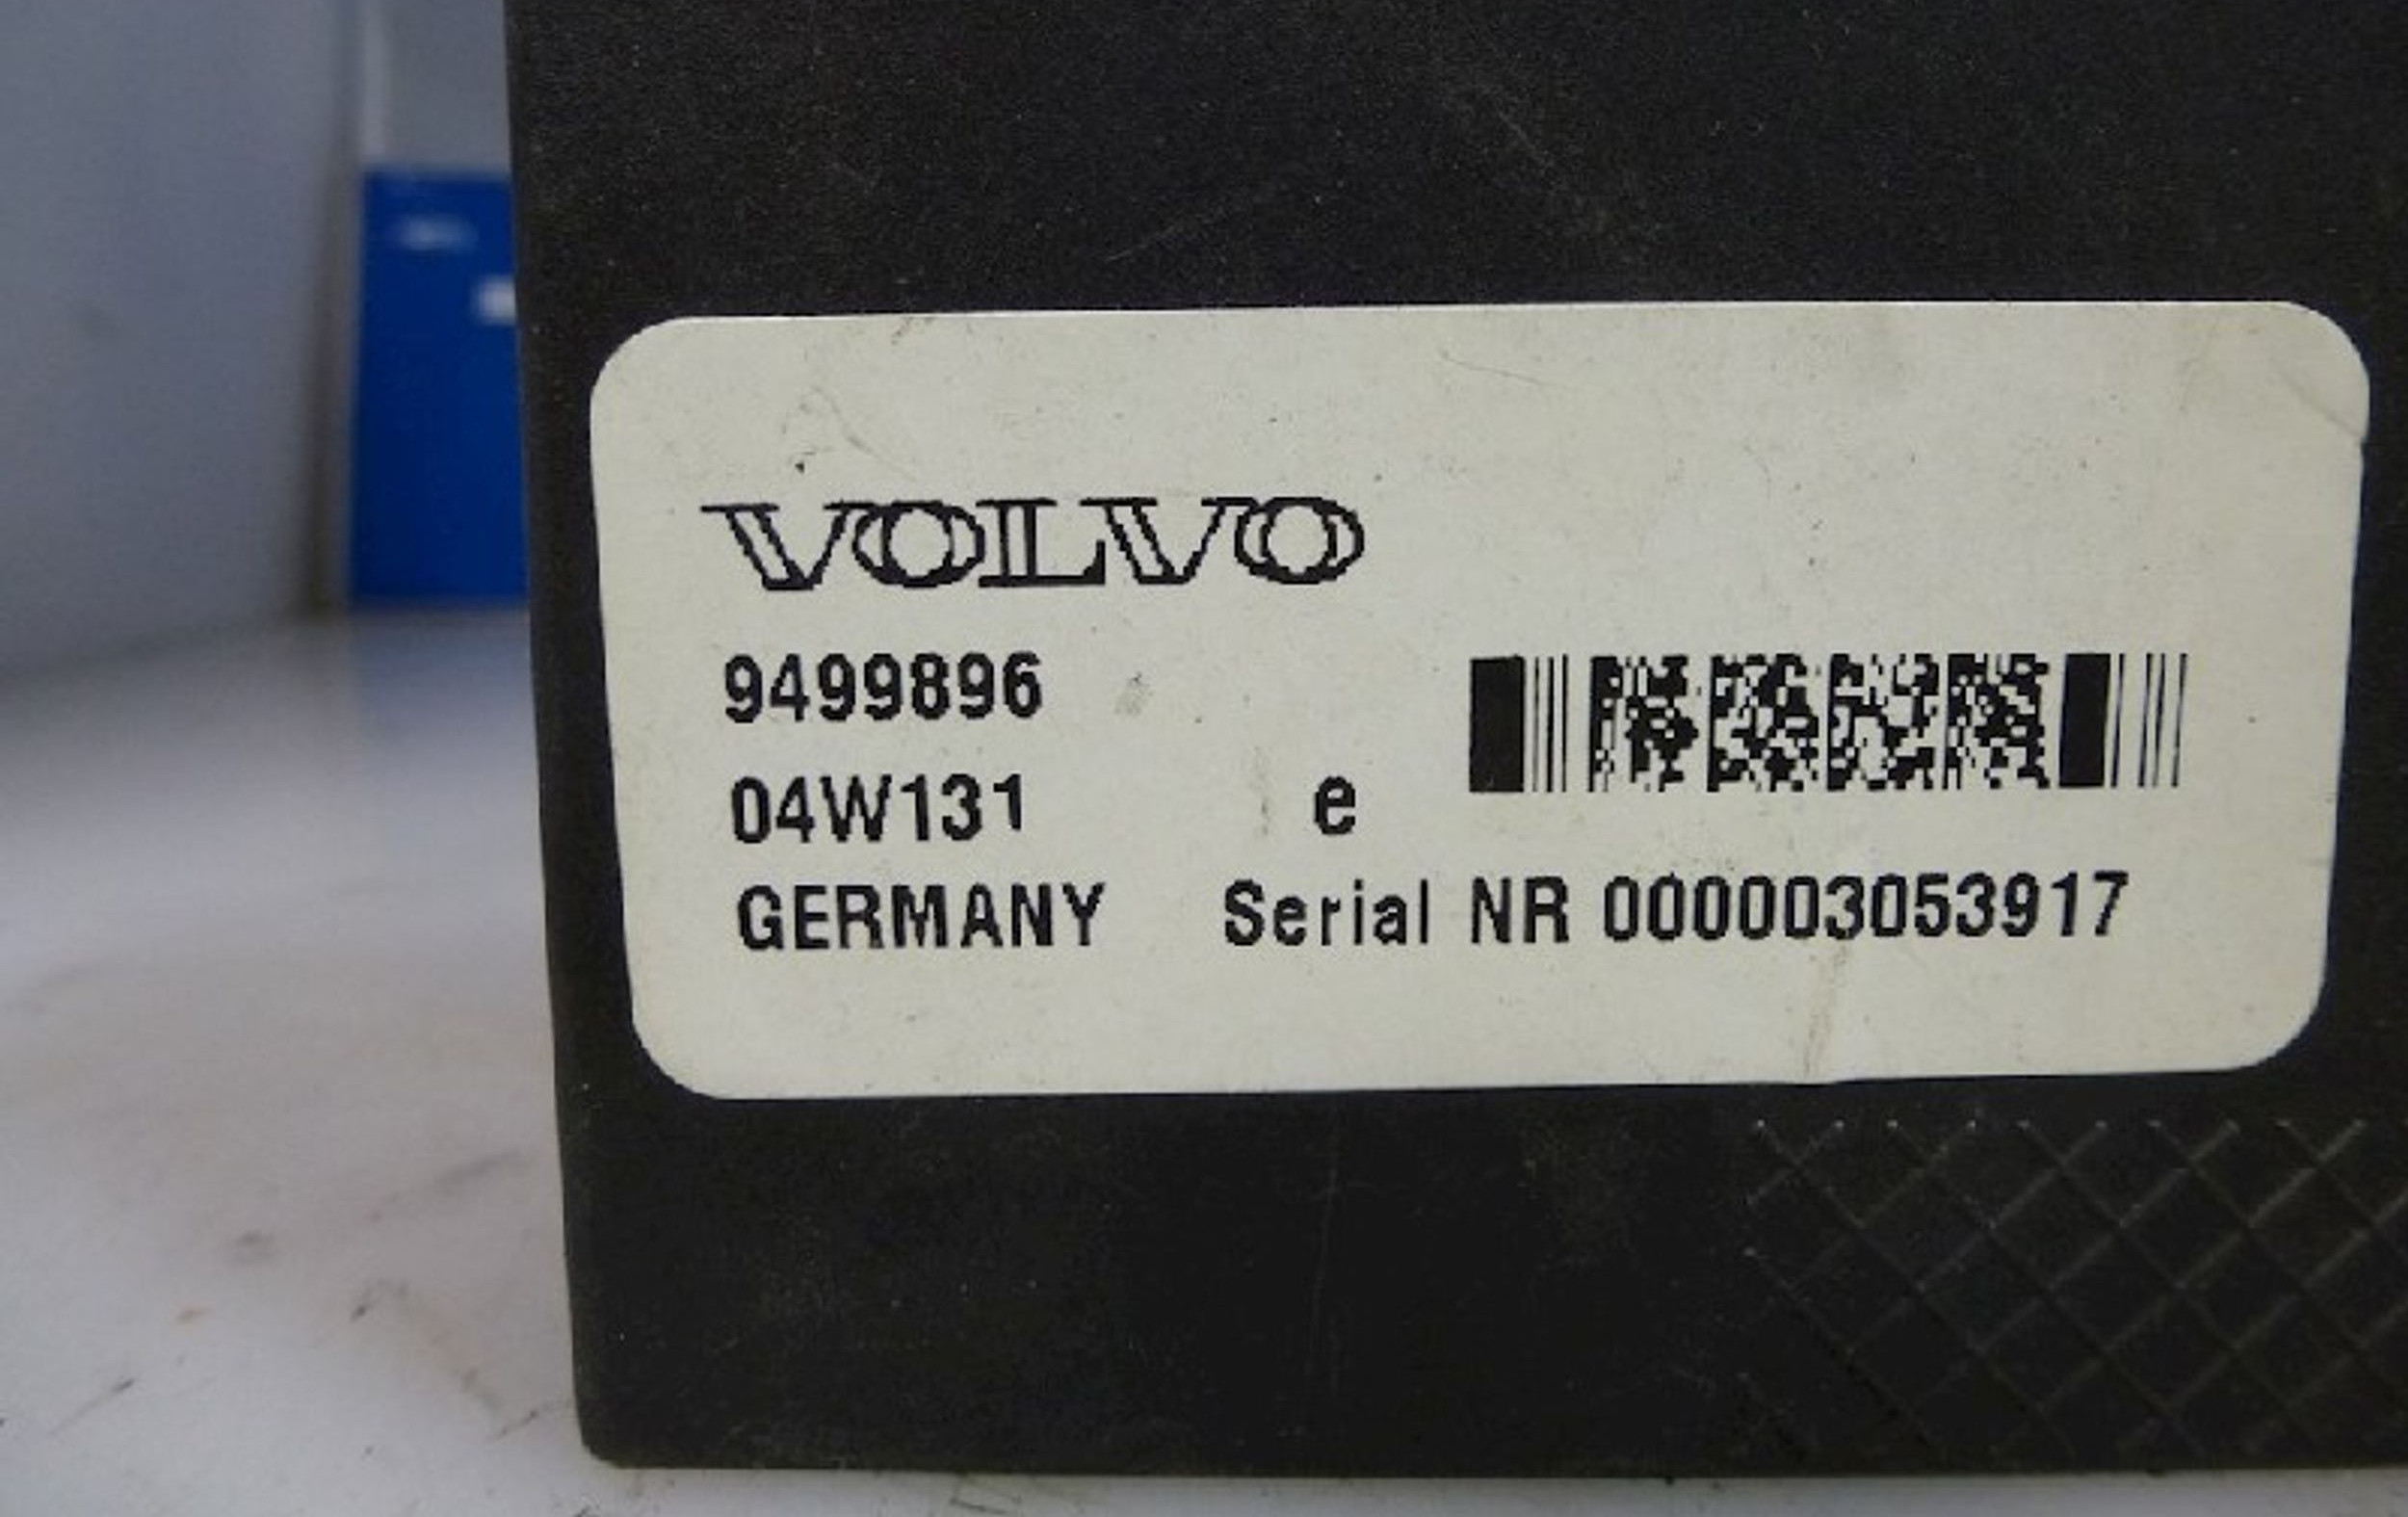 VOLVO
9499896
04W131 e
GERMANY Serial NR 000003053917